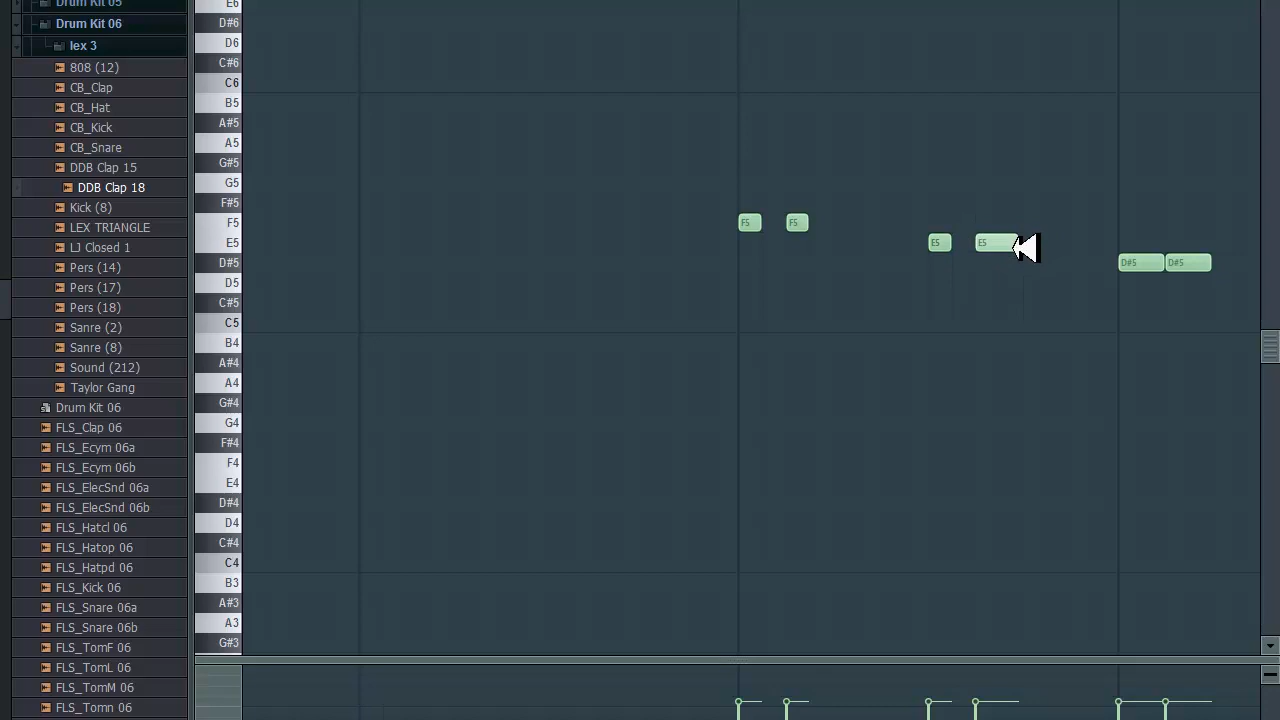 Drum Kit 05
Drum Kit 06
lex 3
808 (12)
CB_Clap
CB_Hat
CB_Kick
CB_Snare
DDB Clap 15
DDB Clap 18
Kick (8)
LEX TRIANGLE
LJ Closed 1
Pers (14)
Pers (17)
Pers (18)
Sanre (2)
Sanre (8)
Sound (212)
Taylor Gang
Drum Kit 06
FLS_Clap 06
FLS_Ecym 06a
FLS_Ecym 06b
FLS_ElecSnd 06a
FLS_ElecSnd 06b
FLS_Hatcl 06
FLS_Hatop 06
FLS_Hatpd 06
FLS_Kick 06
FLS_Snare 06a
FLS_Snare 06b
FLS_TomF 06
FLS_TomL 06
FLS_TomM 06
FLS_Tomn 06
E6
D#6
D6
C#6
C6
B5
A#5
A5
G#5
G5
F#5
F5 F5 F5
E5 E5 E5
D#5 D#5 D#5
D5
C#5
C5
B4
A#4
A4
G#4
G4
F#4
F4
E4
D#4
D4
C#4
C4
B3
A#3
A3
G#3